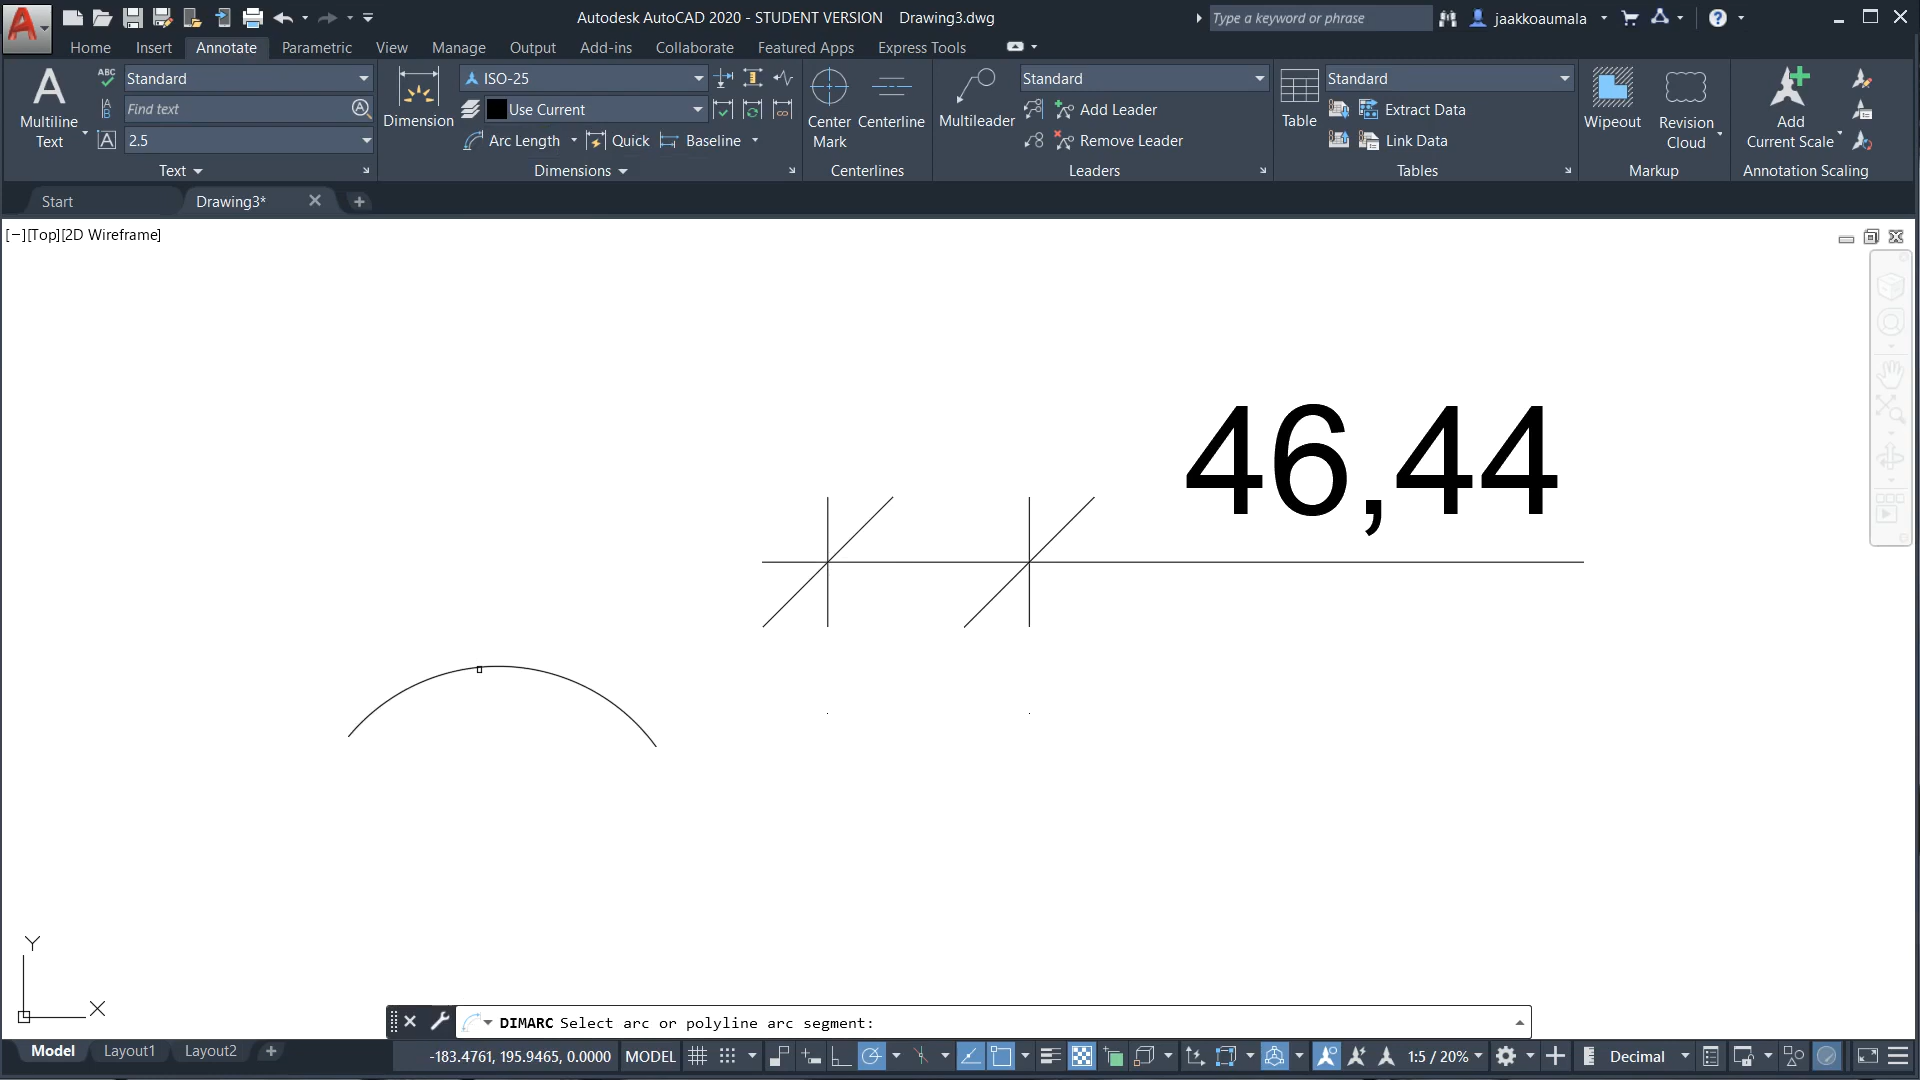 Autodesk AutoCAD 2020 - STUDENT VERSION Drawing3.dwg
Type a keyword or phrase
jaakkoaumala
Home Insert Annotate Parametric View Manage Output Add-ins Collaborate Featured Apps Express Tools
Multiline
Text
ABC
Standard
Find text
2.5
Text
Dimension
ISO-25
Use Current
Arc Length Quick Baseline
Dimensions
Center
Mark
Centerline
Centerlines
Multileader
Standard
Add Leader
Remove Leader
Leaders
Table
Standard
Extract Data
Link Data
Tables
Wipeout
Revision
Cloud
Markup
Add
Current Scale
Annotation Scaling
Start Drawing3*
[−][Top][2D Wireframe]
46,44
Y
X
DIMARC Select arc or polyline arc segment:
Model Layout1 Layout2
-183.4761, 195.9465, 0.0000 MODEL 1:5 / 20% Decimal